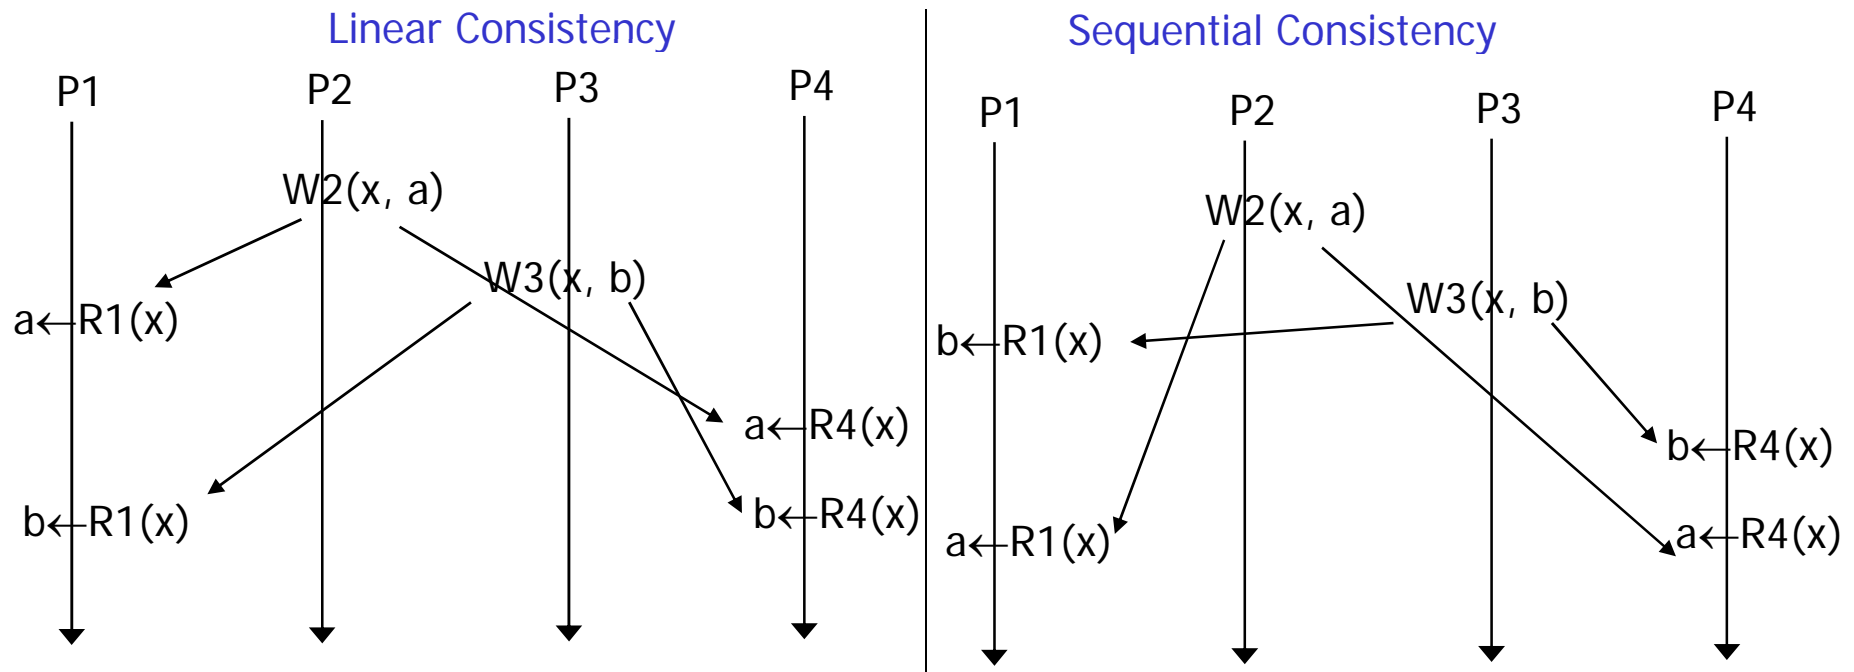 Linear Consistency
P1 P2 P3 P4
W2(x, a)
W3(x, b)
a←R1(x)
a←R4(x)
b←R4(x)
b←R1(x)
Sequential Consistency
P1 P2 P3 P4
W2(x, a)
W3(x, b)
b←R1(x)
b←R4(x)
a←R4(x)
a←R1(x)